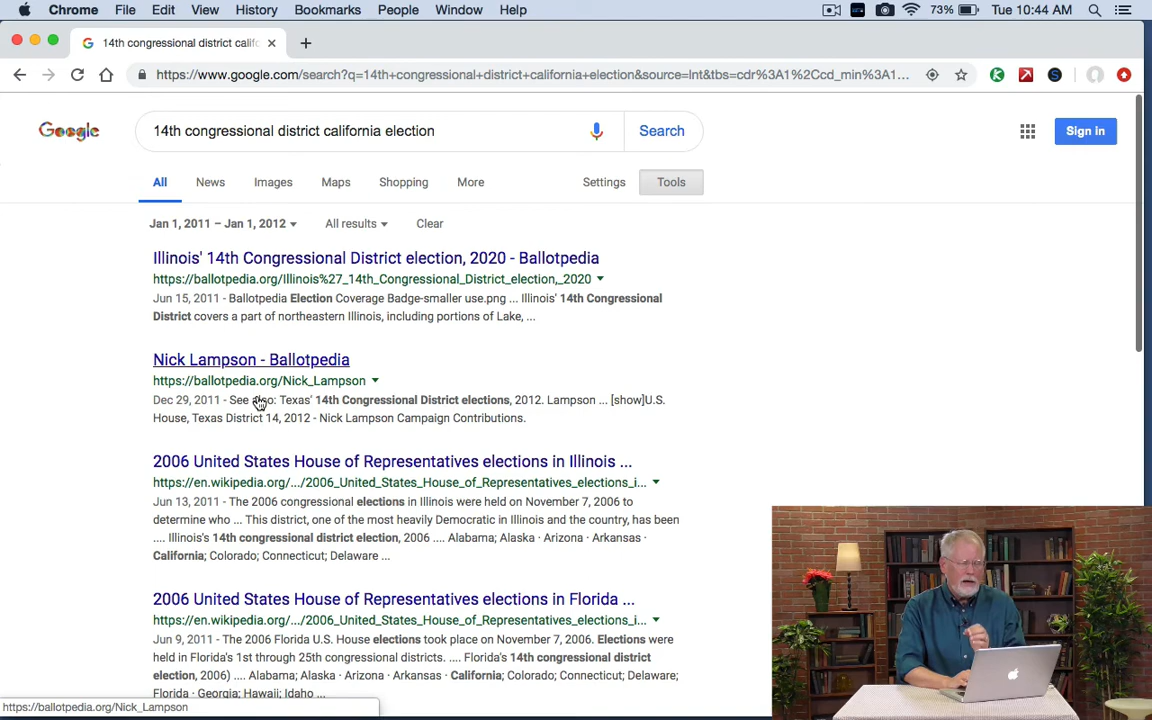 Chrome File Edit View History Bookmarks People Window Help 73% Tue 10:44 AM
14th congressional district califo
https://www.google.com/search?q=14th+congressional+district+california+election&source=lnt&tbs=cdr%3A1%2Ccd_min%3A1...
Google 14th congressional district california election Search Sign in
All News Images Maps Shopping More Settings Tools
Jan 1, 2011 – Jan 1, 2012 All results Clear
Illinois' 14th Congressional District election, 2020 - Ballotpedia
https://ballotpedia.org/Illinois%27_14th_Congressional_District_election,_2020
Jun 15, 2011 - Ballotpedia Election Coverage Badge-smaller use.png ... Illinois' 14th Congressional
District covers a part of northeastern Illinois, including portions of Lake, ...
Nick Lampson - Ballotpedia
https://ballotpedia.org/Nick_Lampson
Dec 29, 2011 - See also: Texas' 14th Congressional District elections, 2012. Lampson ... [show]U.S.
House, Texas District 14, 2012 - Nick Lampson Campaign Contributions.
2006 United States House of Representatives elections in Illinois ...
https://en.wikipedia.org/.../2006_United_States_House_of_Representatives_elections_i...
Jun 13, 2011 - The 2006 congressional elections in Illinois were held on November 7, 2006 to
determine who ... This district, one of the most heavily Democratic in Illinois and the country, has been
.... Illinois's 14th congressional district election, 2006 .... Alabama; Alaska · Arizona · Arkansas ·
California; Colorado; Connecticut; Delaware ...
2006 United States House of Representatives elections in Florida ...
https://en.wikipedia.org/.../2006_United_States_House_of_Representatives_elections_i...
Jun 9, 2011 - The 2006 Florida U.S. House elections took place on November 7, 2006. Elections were
held in Florida's 1st through 25th congressional districts. .... Florida's 14th congressional district
election, 2006) .... Alabama; Alaska · Arizona · Arkansas · California; Colorado; Connecticut; Delaware;
Florida · Georgia; Hawaii; Idaho ...
https://ballotpedia.org/Nick_Lampson